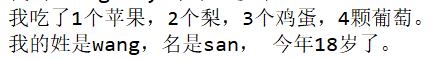 我吃了1个苹果，2个梨，3个鸡蛋，4颗葡萄。
我的姓是wang，名是san， 今年18岁了。